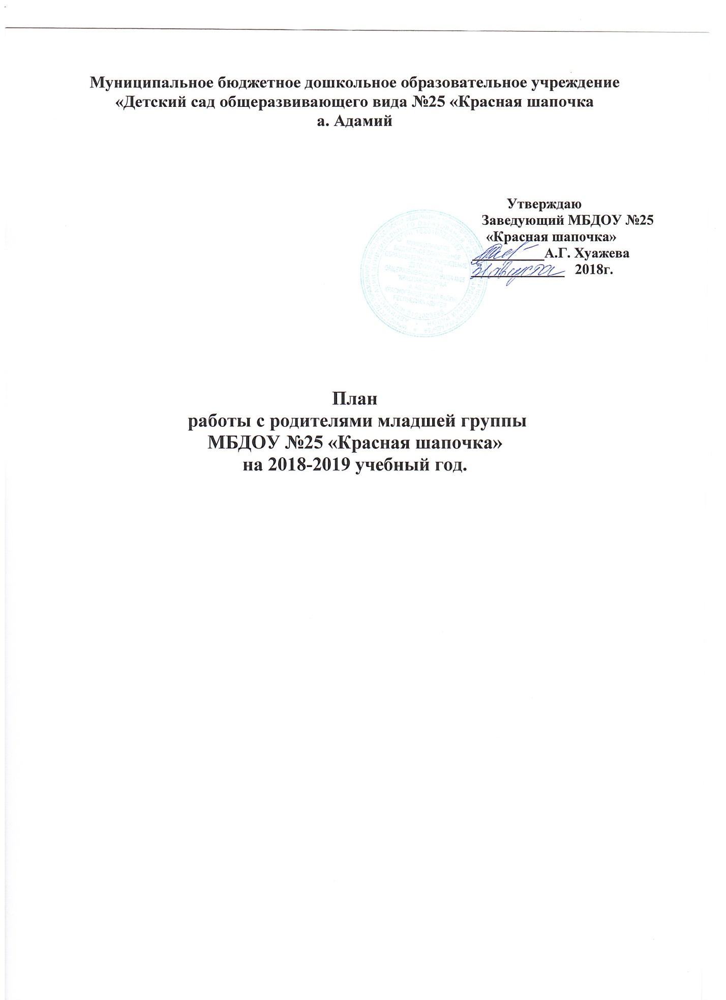 Муниципальное бюджетное дошкольное образовательное учреждение
«Детский сад общеразвивающего вида №25 «Красная шапочка
а. Адамий
Утверждаю
Заведующий МБДОУ №25
«Красная шапочка»
А.Г. Хуажева
31 августа 2018г.
План
работы с родителями младшей группы
МБДОУ №25 «Красная шапочка»
на 2018-2019 учебный год.